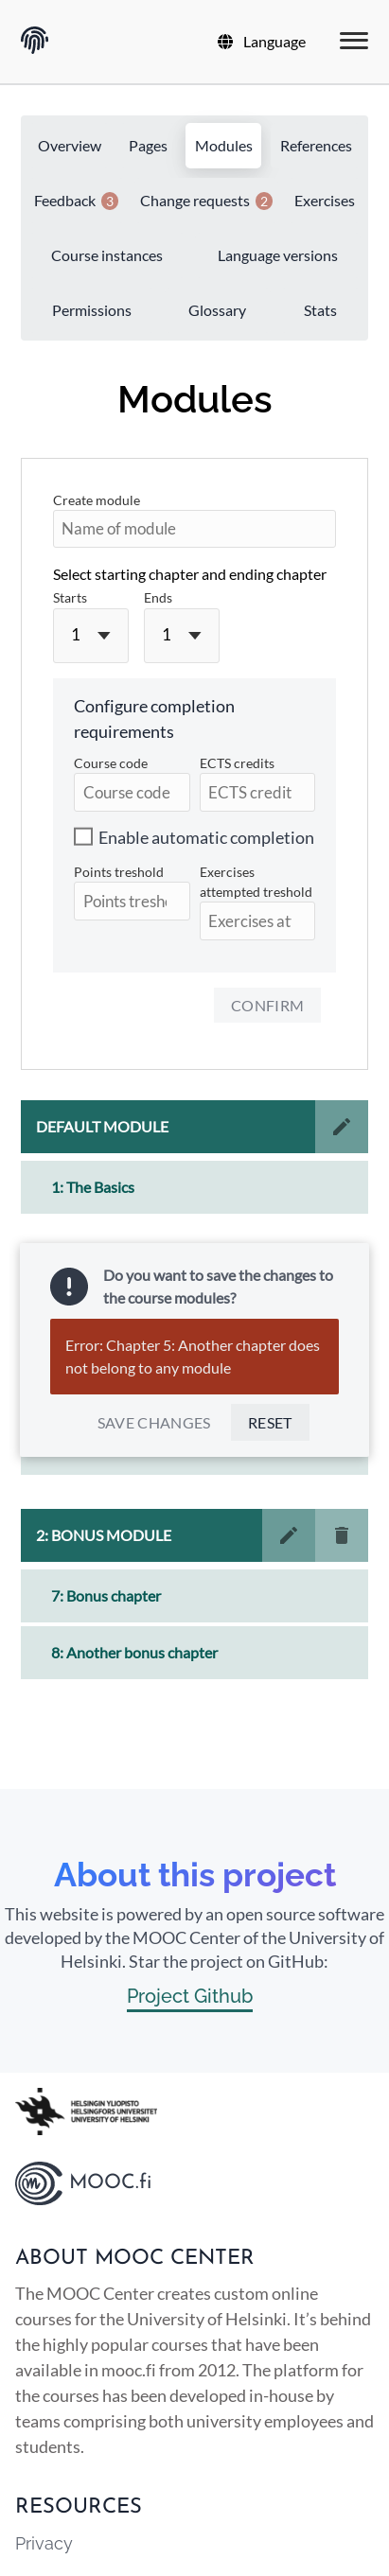 Language
Overview Pages Modules References
Feedback 3 Change requests 2 Exercises
Course instances Language versions
Permissions Glossary Stats
Modules
Create module
Name of module
Select starting chapter and ending chapter
Starts Ends
1 1
Configure completion
requirements
Course code ECTS credits
Course code ECTS credit
Enable automatic completion
Points treshold Exercises
attempted treshold
Points tresho
Exercises at
CONFIRM
DEFAULT MODULE
1: The Basics
Do you want to save the changes to
the course modules?
Error: Chapter 5: Another chapter does
not belong to any module
SAVE CHANGES RESET
2: BONUS MODULE
7: Bonus chapter
8: Another bonus chapter
About this project
This website is powered by an open source software
developed by the MOOC Center of the University of
Helsinki. Star the project on GitHub:
Project Github
HELSINGIN YLIOPISTO
HELSINGFORS UNIVERSITET
UNIVERSITY OF HELSINKI
MOOC.fi
ABOUT MOOC CENTER
The MOOC Center creates custom online
courses for the University of Helsinki. It's behind
the highly popular courses that have been
available in mooc.fi from 2012. The platform for
the courses has been developed in-house by
teams comprising both university employees and
students.
RESOURCES
Privacy